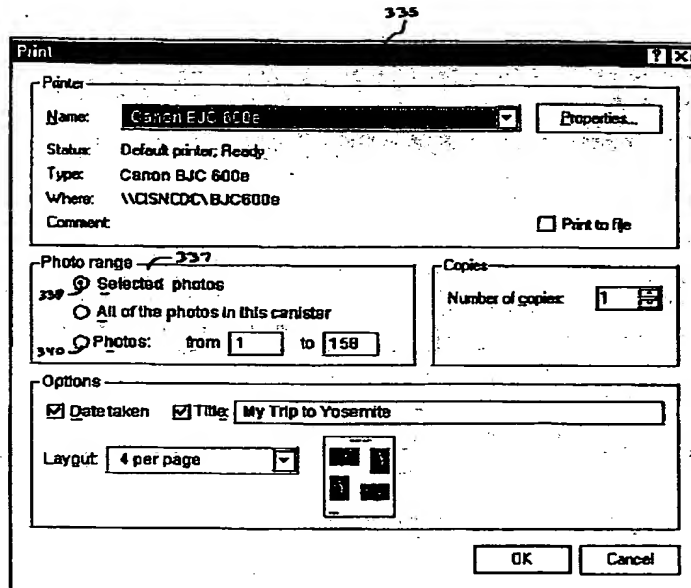 335
Print
Printer
Name: Canon BJC 600e Properties...
Status: Default printer; Ready
Type: Canon BJC 600e
Where: \\CISNCDC\BJC600e
Comment: Print to file
Photo range 337
338 Selected photos
All of the photos in this canister
340 Photos: from 1 to 158
Copies
Number of copies: 1
Options
Date taken Title: My Trip to Yosemite
Layout: 4 per page
OK Cancel